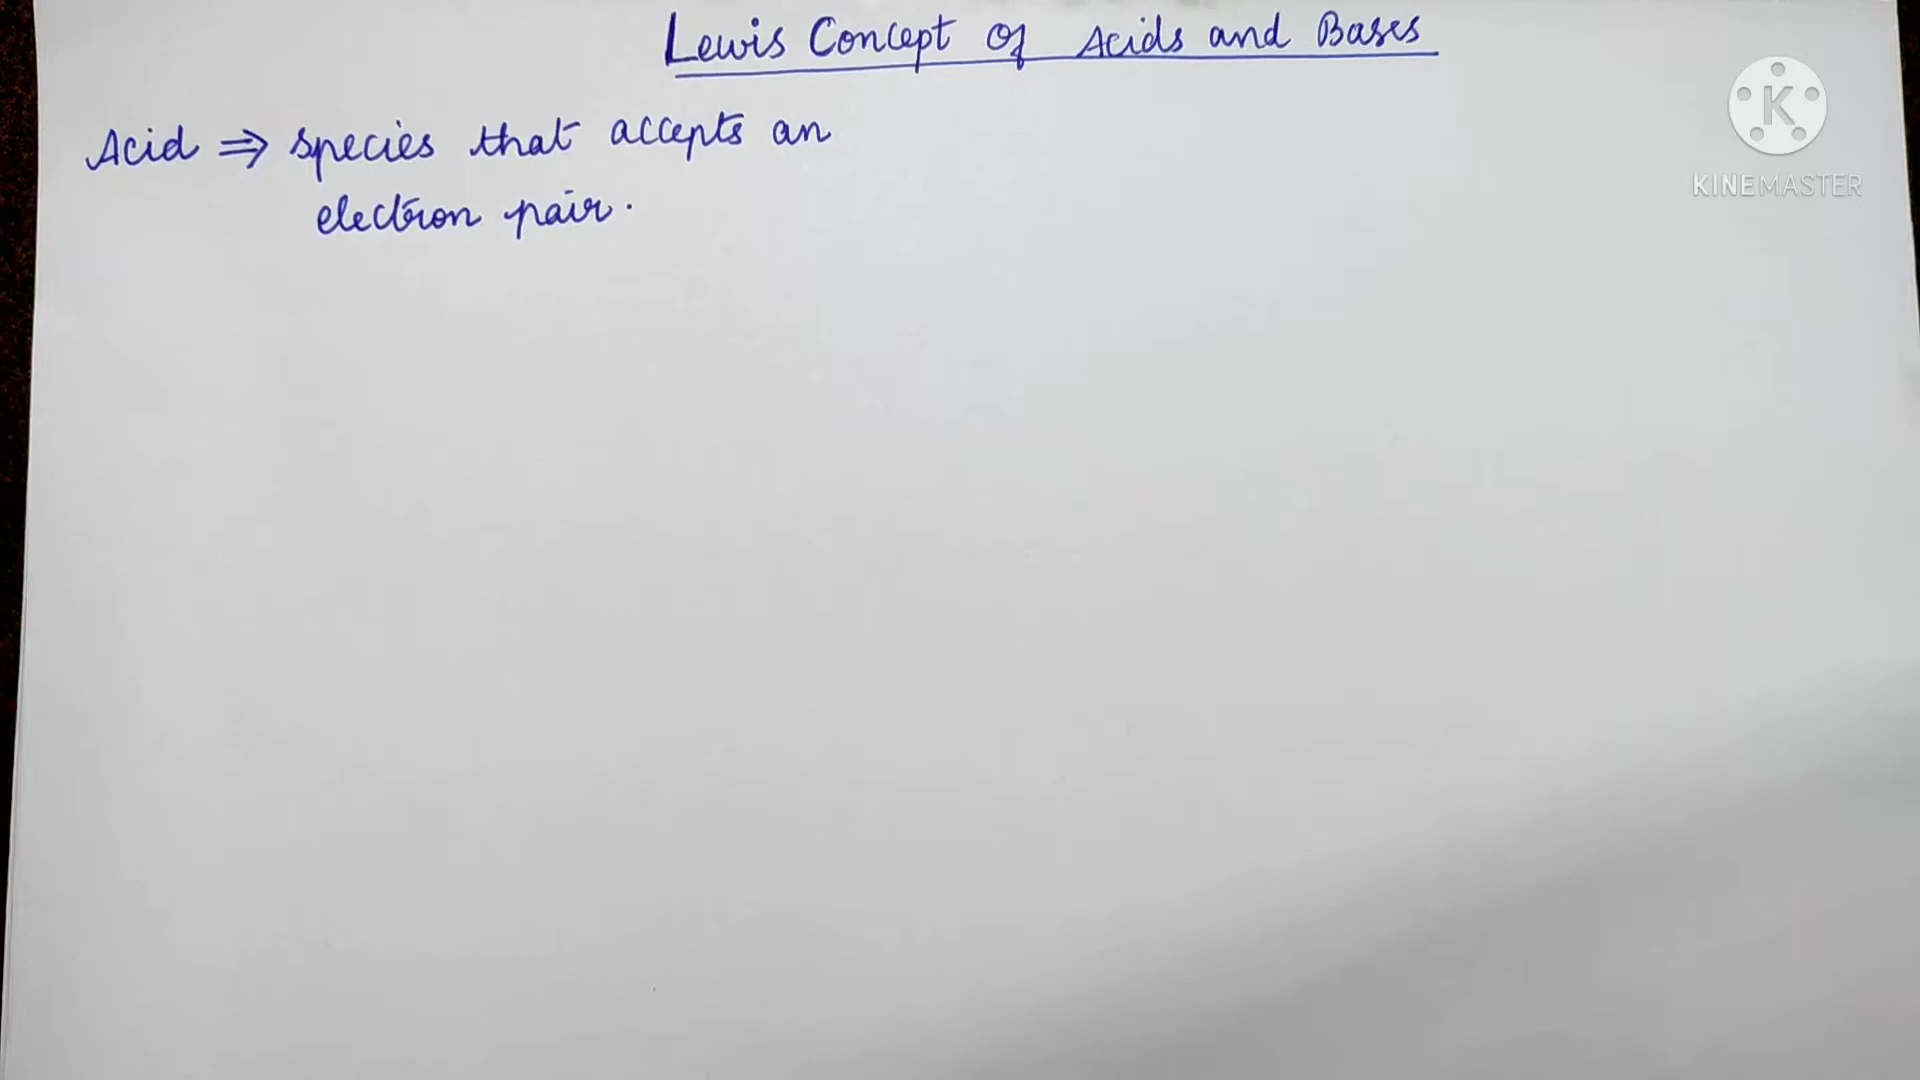 Lewis Concept of Acids and Bases
Acid ⇒ species that accepts an
electron pair.
K
KINEMASTER